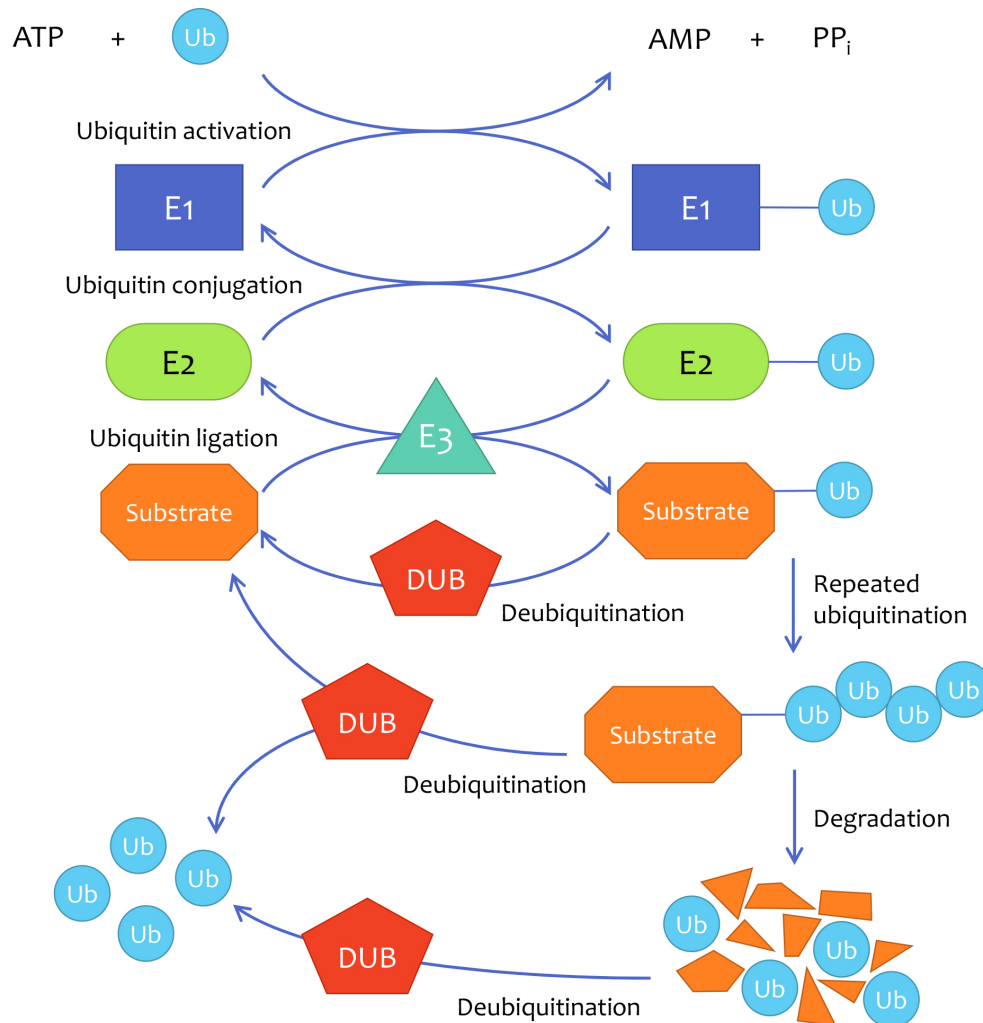 ATP + Ub AMP + PPi
Ubiquitin activation
E1 E1 Ub
Ubiquitin conjugation
E2 E2 Ub
E3
Ubiquitin ligation
Substrate Substrate Ub
DUB
Deubiquitination
Repeated
ubiquitination
Substrate Ub Ub Ub Ub
DUB
Deubiquitination
Degradation
Ub Ub Ub Ub
Ub Ub Ub Ub
DUB
Deubiquitination